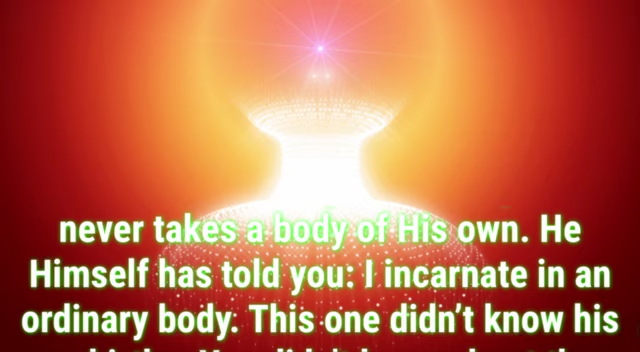 never takes a body of His own. He
Himself has told you: I incarnate in an
ordinary body. This one didn’t know his